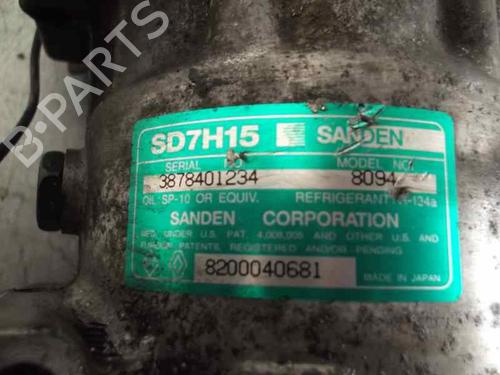 B-PARTS
SD7H15 SANDEN
SERIAL NO. MODEL NO.
3878401234 8094
OIL SP-10 OR EQUIV. REFRIGERANT R-134a
SANDEN CORPORATION
MFD. UNDER U.S. PAT. 4,008,005 AND OTHER U.S. AND
FOREIGN PATENTS, REGISTERED AND/OR PENDING
8200040681 MADE IN JAPAN